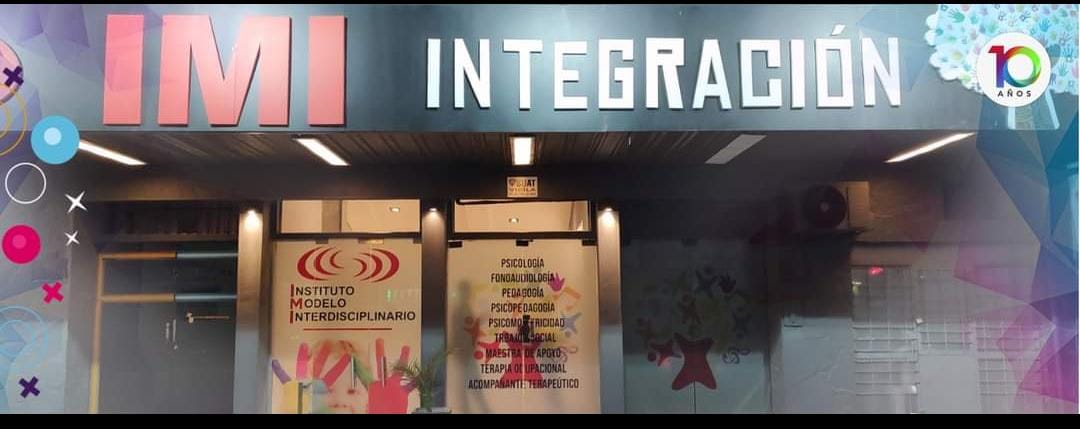 IMI INTEGRACIÓN
10
AÑOS
INSTITUTO
MODELO
INTERDISCIPLINARIO
PSICOLOGÍA
FONOAUDIOLOGÍA
PEDAGOGÍA
PSICOPEDAGOGÍA
PSICOMOTRICIDAD
TRABAJO SOCIAL
MAESTRA DE APOYO
TERAPIA OCUPACIONAL
ACOMPAÑANTE TERAPEÚTICO